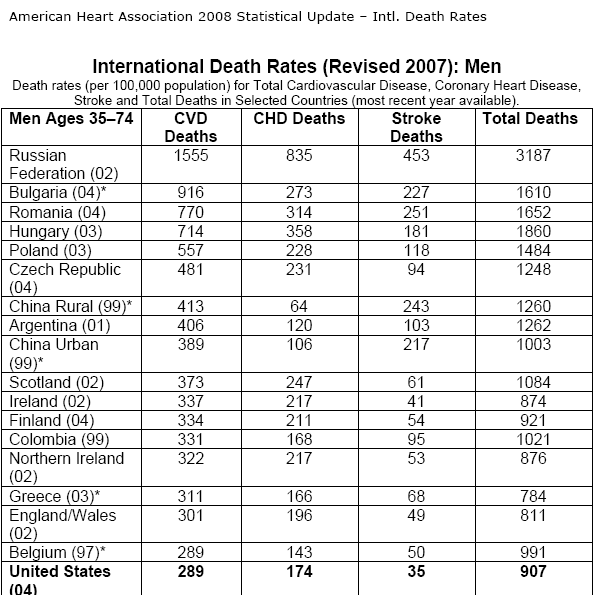 American Heart Association 2008 Statistical Update – Intl. Death Rates
International Death Rates (Revised 2007): Men
Death rates (per 100,000 population) for Total Cardiovascular Disease, Coronary Heart Disease,
Stroke and Total Deaths in Selected Countries (most recent year available).
Men Ages 35–74 CVD Deaths CHD Deaths Stroke Deaths Total Deaths
Russian Federation (02) 1555 835 453 3187
Bulgaria (04)* 916 273 227 1610
Romania (04) 770 314 251 1652
Hungary (03) 714 358 181 1860
Poland (03) 557 228 118 1484
Czech Republic (04) 481 231 94 1248
China Rural (99)* 413 64 243 1260
Argentina (01) 406 120 103 1262
China Urban (99)* 389 106 217 1003
Scotland (02) 373 247 61 1084
Ireland (02) 337 217 41 874
Finland (04) 334 211 54 921
Colombia (99) 331 168 95 1021
Northern Ireland (02) 322 217 53 876
Greece (03)* 311 166 68 784
England/Wales (02) 301 196 49 811
Belgium (97)* 289 143 50 991
United States (04) 289 174 35 907